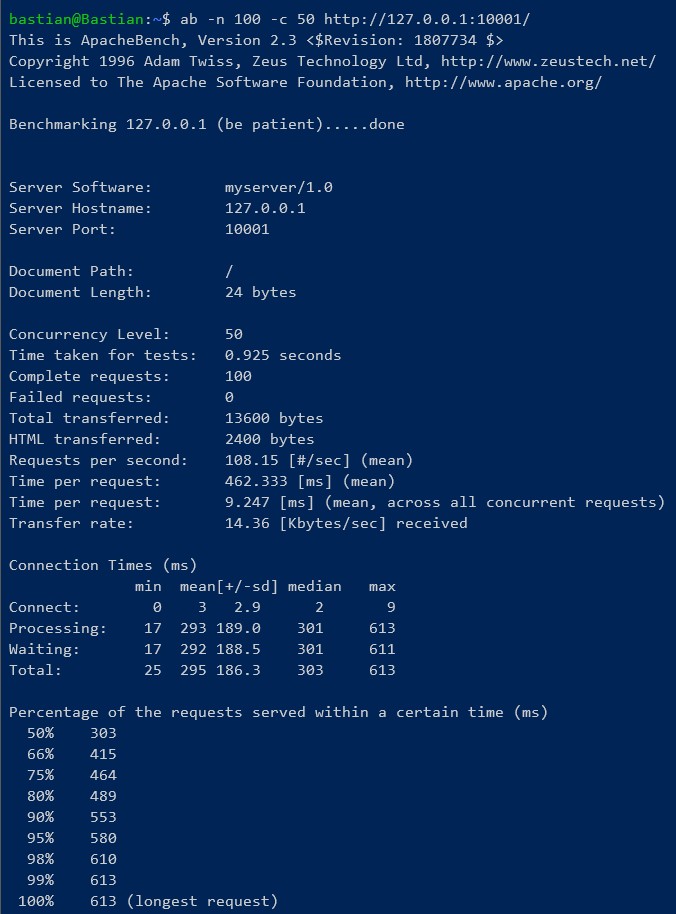 bastian@Bastian:~$ ab -n 100 -c 50 http://127.0.0.1:10001/
This is ApacheBench, Version 2.3 <$Revision: 1807734 $>
Copyright 1996 Adam Twiss, Zeus Technology Ltd, http://www.zeustech.net/
Licensed to The Apache Software Foundation, http://www.apache.org/

Benchmarking 127.0.0.1 (be patient).....done


Server Software:        myserver/1.0
Server Hostname:        127.0.0.1
Server Port:            10001

Document Path:          /
Document Length:        24 bytes

Concurrency Level:      50
Time taken for tests:   0.925 seconds
Complete requests:      100
Failed requests:        0
Total transferred:      13600 bytes
HTML transferred:       2400 bytes
Requests per second:    108.15 [#/sec] (mean)
Time per request:       462.333 [ms] (mean)
Time per request:       9.247 [ms] (mean, across all concurrent requests)
Transfer rate:          14.36 [Kbytes/sec] received

Connection Times (ms)
              min  mean[+/-sd] median   max
Connect:        0    3   2.9      2       9
Processing:    17  293 189.0    301     613
Waiting:       17  292 188.5    301     611
Total:         25  295 186.3    303     613

Percentage of the requests served within a certain time (ms)
  50%    303
  66%    415
  75%    464
  80%    489
  90%    553
  95%    580
  98%    610
  99%    613
 100%    613 (longest request)